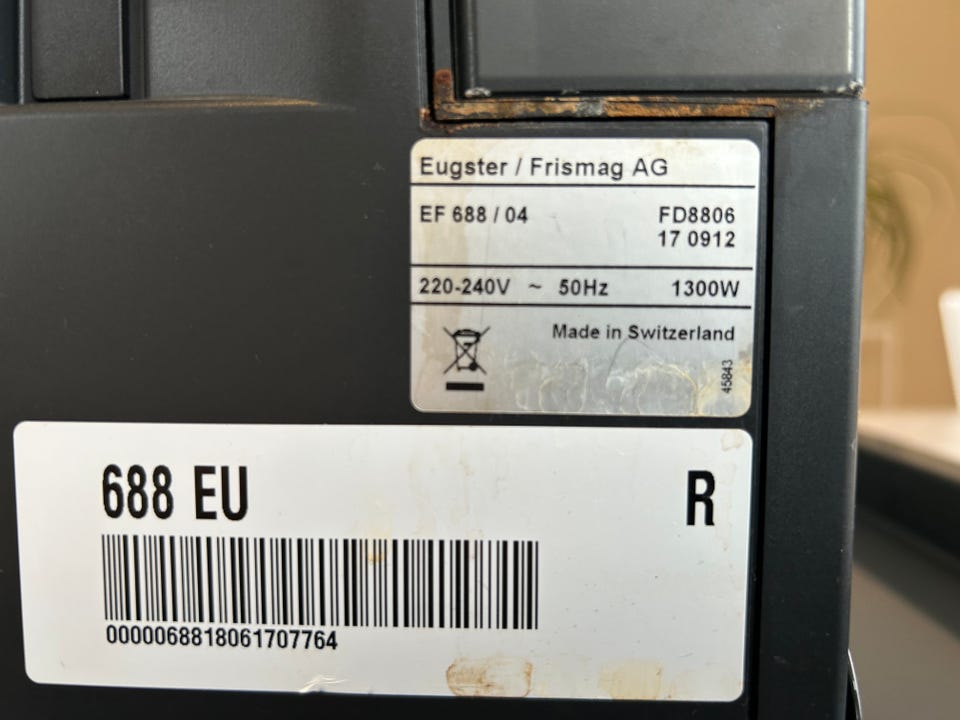 Eugster / Frismag AG
EF 688 / 04 FD8806
17 0912
220-240V ~ 50Hz 1300W
Made in Switzerland
45843
688 EU R
0000068818061707764